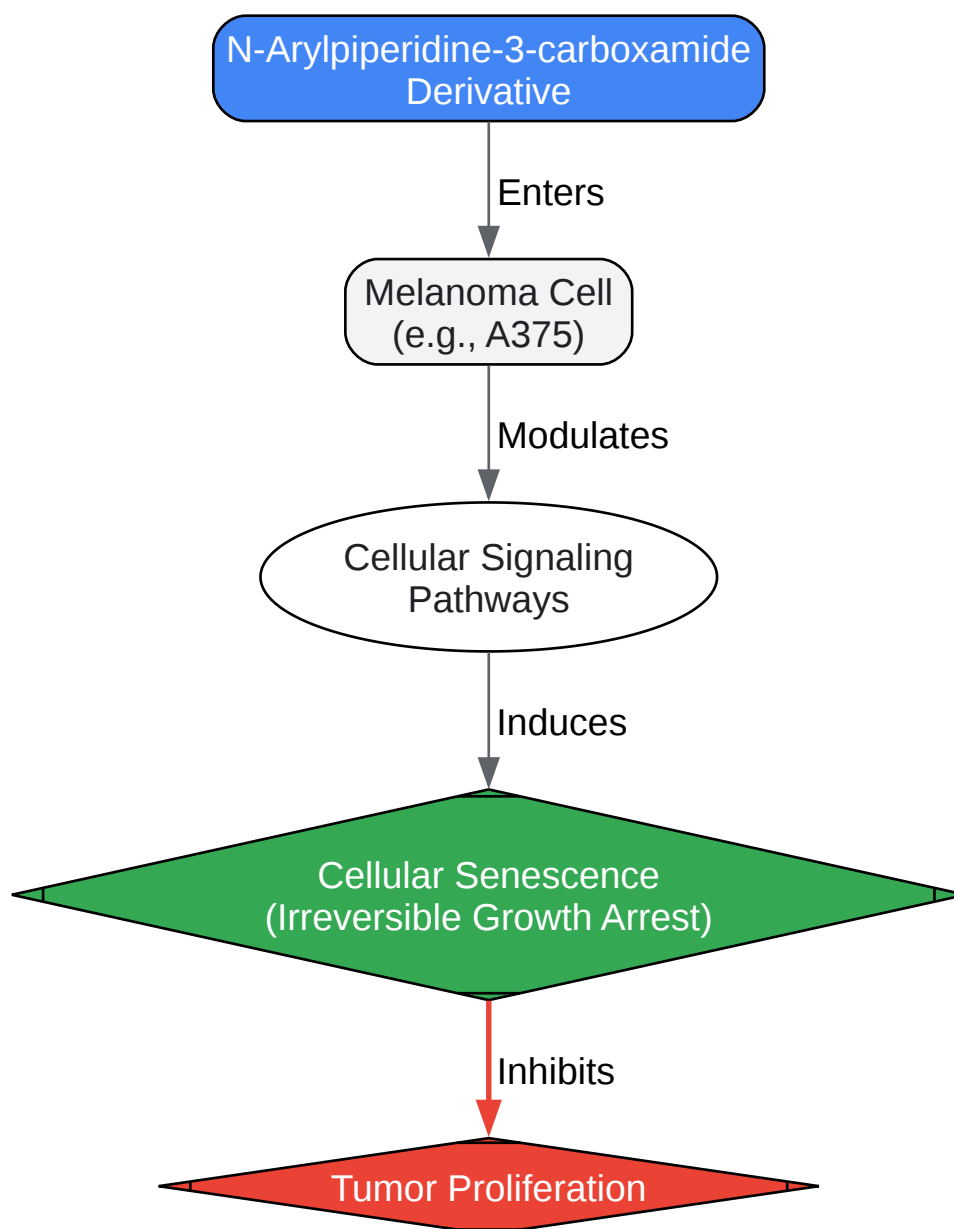 N-Arylpiperidine-3-carboxamide
Derivative
Enters
Melanoma Cell
(e.g., A375)
Modulates
Cellular Signaling
Pathways
Induces
Cellular Senescence
(Irreversible Growth Arrest)
Inhibits
Tumor Proliferation